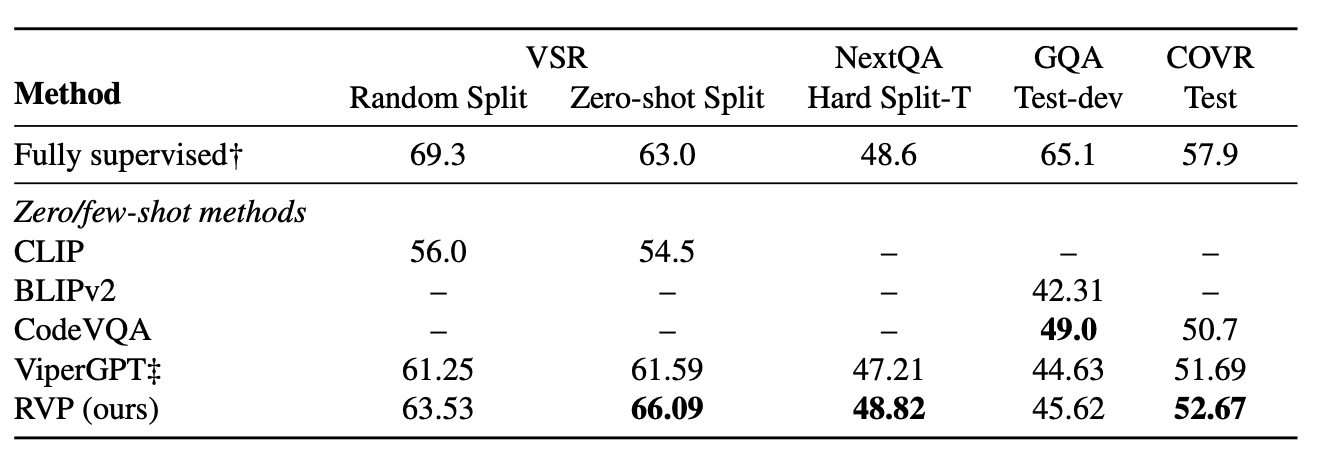 VSR NextQA GQA COVR
Method Random Split Zero-shot Split Hard Split-T Test-dev Test
Fully supervised† 69.3 63.0 48.6 65.1 57.9
Zero/few-shot methods
CLIP 56.0 54.5 – – –
BLIPv2 – – – 42.31 –
CodeVQA – – – 49.0 50.7
ViperGPT‡ 61.25 61.59 47.21 44.63 51.69
RVP (ours) 63.53 66.09 48.82 45.62 52.67